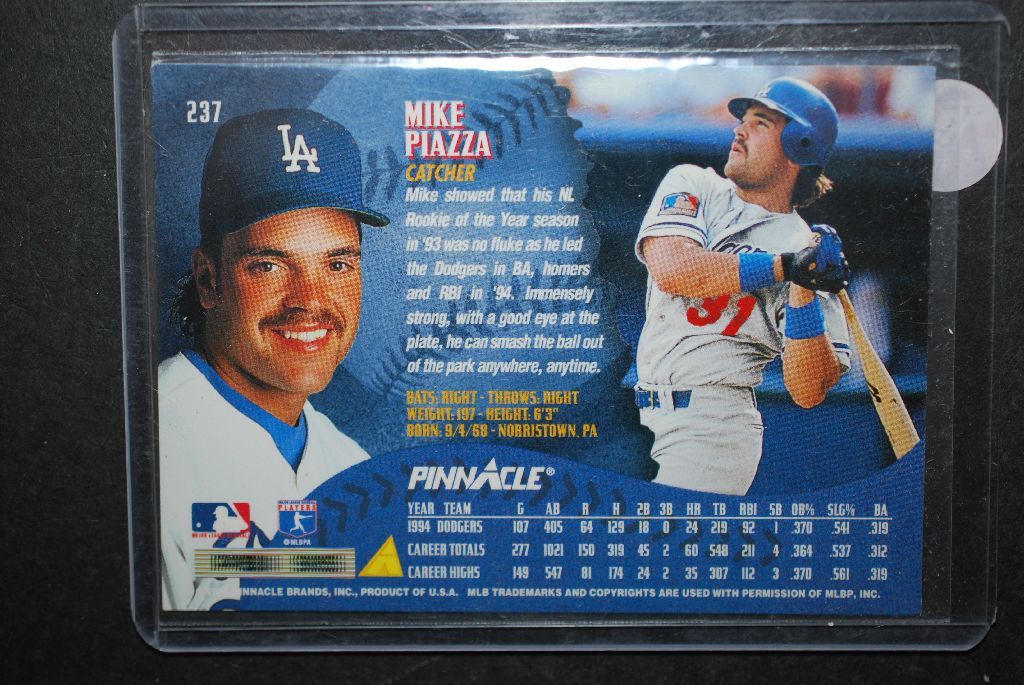 237
LA
MIKE
PIAZZA
CATCHER
Mike showed that his NL
Rookie of the Year season
in '93 was no fluke as he led
the Dodgers in BA, homers
and RBI in '94. Immensely
strong, with a good eye at the
plate, he can smash the ball out
of the park anywhere, anytime.
BATS: RIGHT - THROWS: RIGHT
WEIGHT: 197 - HEIGHT: 6'3"
BORN: 9/4/68 - NORRISTOWN, PA
31
PINNACLE®
YEAR TEAM G AB R H 2B 3B HR TB RBI SB OB% SLG% BA
1994 DODGERS 107 405 64 129 18 0 24 219 92 1 .370 .541 .319
CAREER TOTALS 277 1021 150 319 45 2 60 548 211 4 .364 .537 .312
CAREER HIGHS 149 547 81 174 24 2 35 307 112 3 .370 .561 .319
PLAYERS
©MLBPA
INNACLE BRANDS, INC., PRODUCT OF U.S.A. MLB TRADEMARKS AND COPYRIGHTS ARE USED WITH PERMISSION OF MLBP, INC.